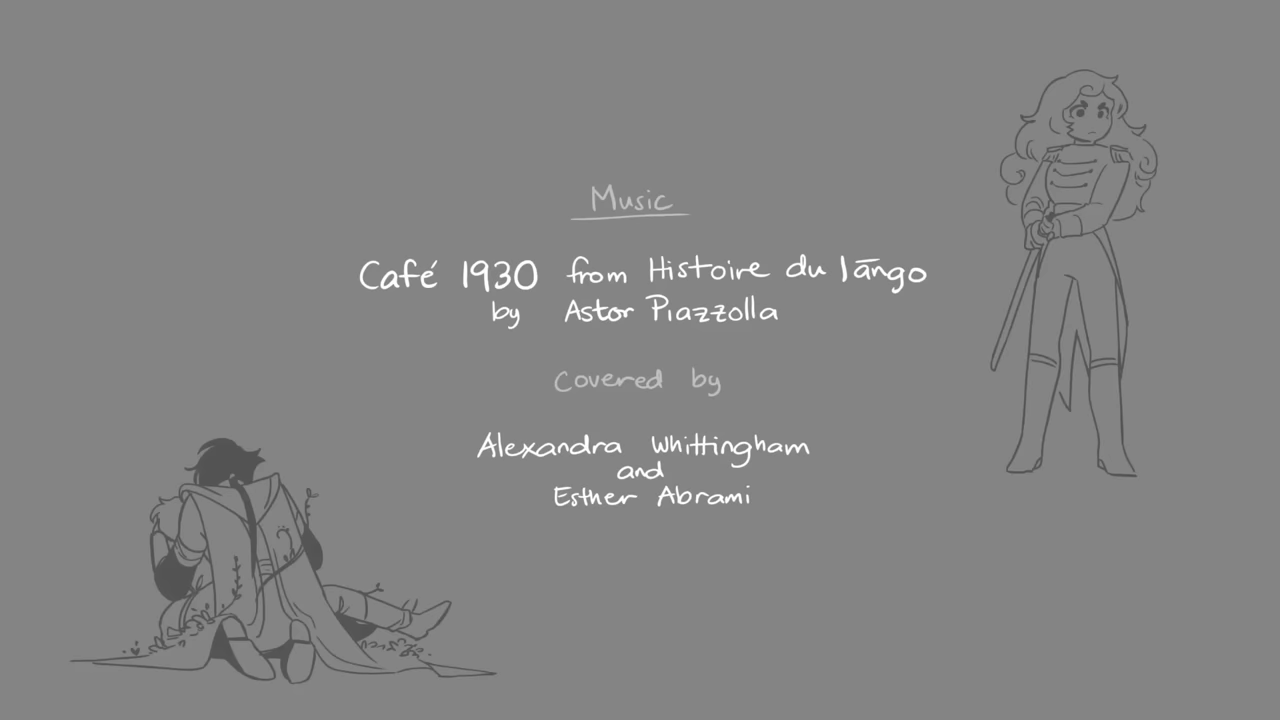 Music
Café 1930 from Histoire du Tango
by Astor Piazzolla
Covered by
Alexandra Whittingham
and
Esther Abrami